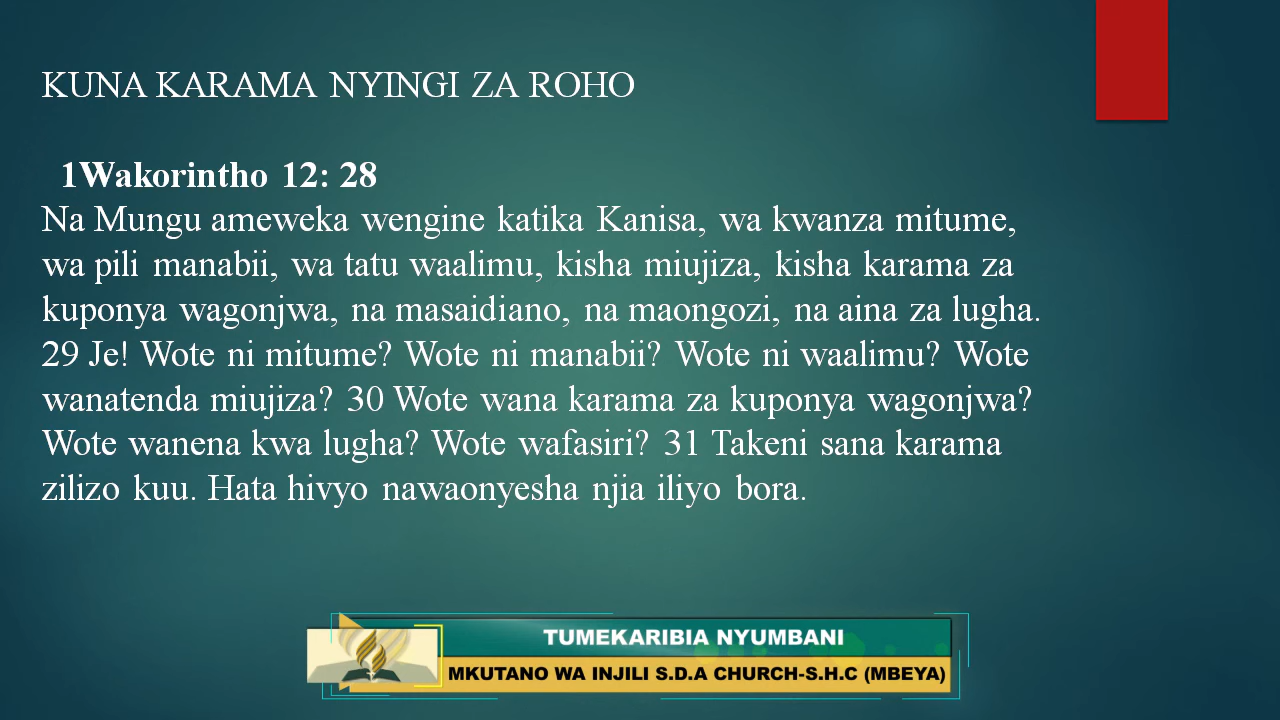 KUNA KARAMA NYINGI ZA ROHO
1Wakorintho 12: 28
Na Mungu ameweka wengine katika Kanisa, wa kwanza mitume,
wa pili manabii, wa tatu waalimu, kisha miujiza, kisha karama za
kuponya wagonjwa, na masaidiano, na maongozi, na aina za lugha.
29 Je! Wote ni mitume? Wote ni manabii? Wote ni waalimu? Wote
wanatenda miujiza? 30 Wote wana karama za kuponya wagonjwa?
Wote wanena kwa lugha? Wote wafasiri? 31 Takeni sana karama
zilizo kuu. Hata hivyo nawaonyesha njia iliyo bora.
TUMEKARIBIA NYUMBANI
MKUTANO WA INJILI S.D.A CHURCH-S.H.C (MBEYA)